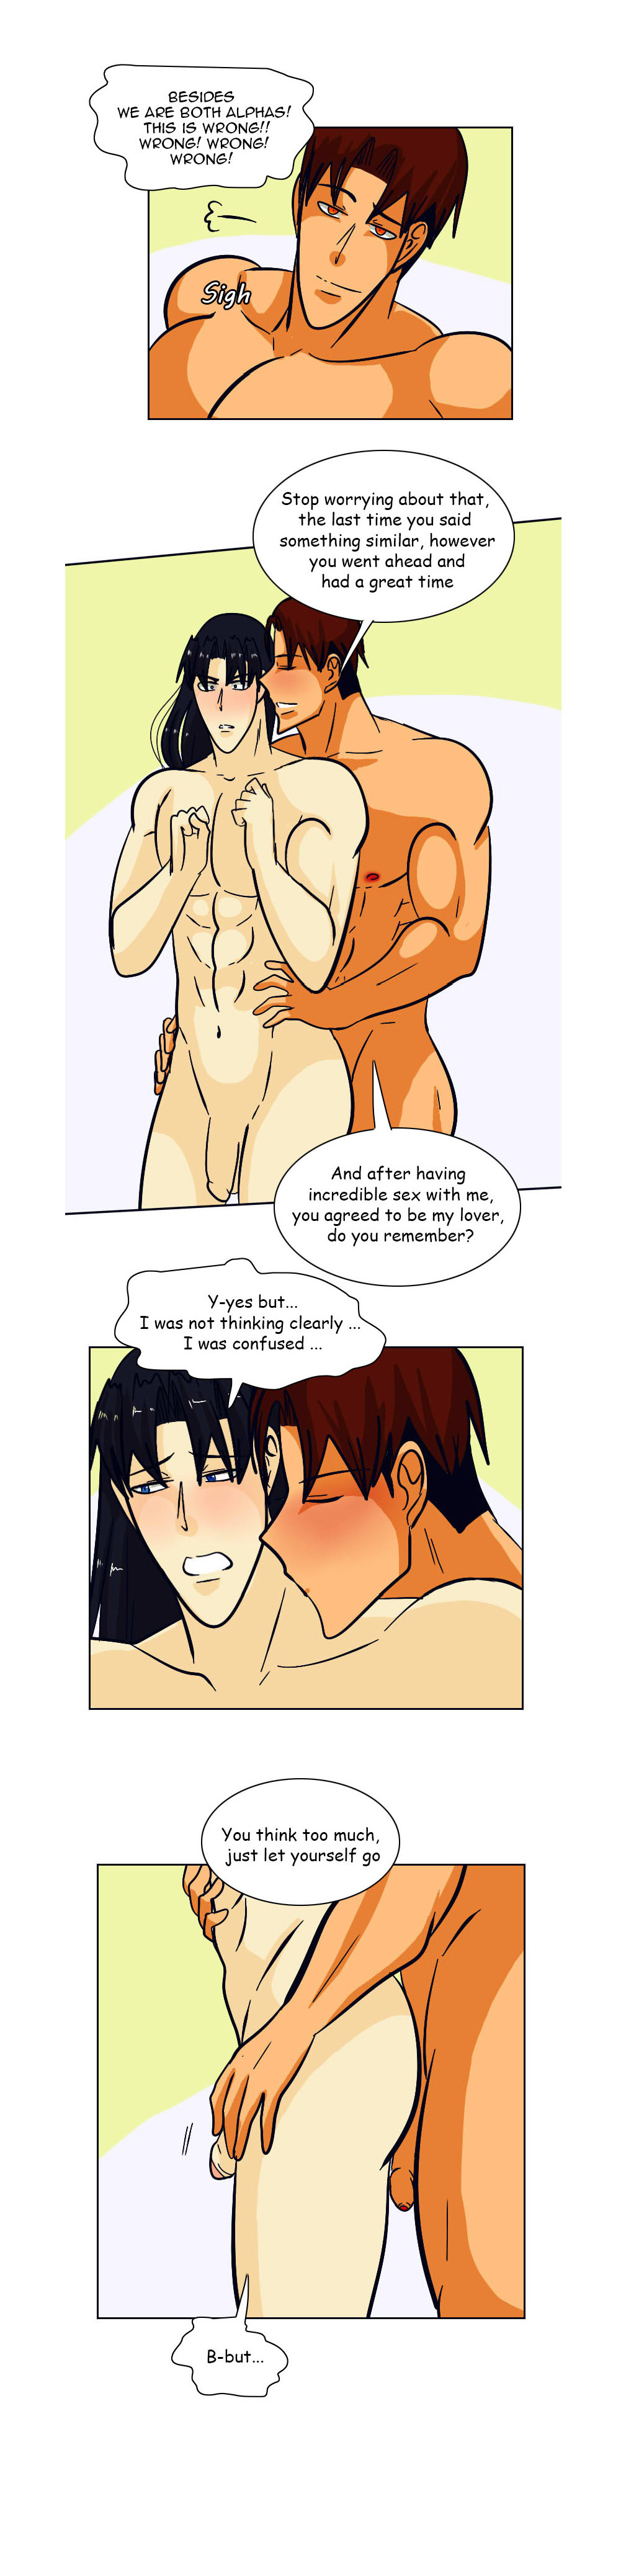 BESIDES
WE ARE BOTH ALPHAS!
THIS IS WRONG!!
WRONG! WRONG!
WRONG!
Sigh
Stop worrying about that,
the last time you said
something similar, however
you went ahead and
had a great time
And after having
incredible sex with me,
you agreed to be my lover,
do you remember?
Y-yes but...
I was not thinking clearly ...
I was confused ...
You think too much,
just let yourself go
B-but...